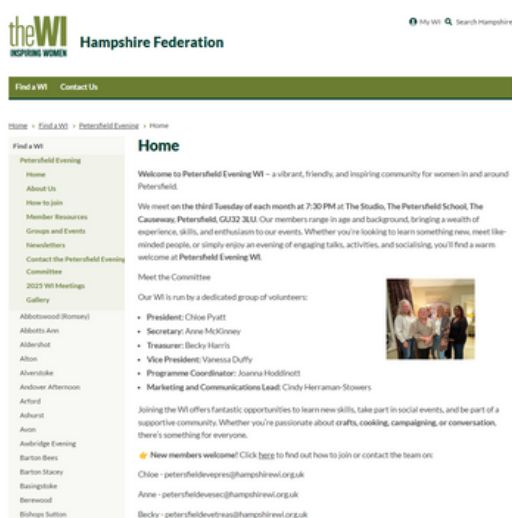 theWI
INSPIRING WOMEN
Hampshire Federation
My WI Search Hampshire
Find a WI Contact Us
Home > Find a WI > Petersfield Evening > Home
Find a WI
Petersfield Evening
Home
About Us
How to join
Member Resources
Groups and Events
Newsletters
Contact the Petersfield Evening
Committee
2025 WI Meetings
Gallery
Abbotswood (Romsey)
Abbotts Ann
Aldershot
Alton
Alverstoke
Andover Afternoon
Arford
Ashurst
Avon
Awbridge Evening
Barton Bees
Barton Stacey
Basingstoke
Berewood
Bishops Sutton
Home
Welcome to Petersfield Evening WI – a vibrant, friendly, and inspiring community for women in and around
Petersfield.
We meet on the third Tuesday of each month at 7:30 PM at The Studio, The Petersfield School, The
Causeway, Petersfield, GU32 3LU. Our members range in age and background, bringing a wealth of
experience, skills, and enthusiasm to our events. Whether you're looking to learn something new, meet like-
minded people, or simply enjoy an evening of engaging talks, activities, and socialising, you'll find a warm
welcome at Petersfield Evening WI.
Meet the Committee
Our WI is run by a dedicated group of volunteers:
• President: Chloe Pyatt
• Secretary: Anne McKinney
• Treasurer: Becky Harris
• Vice President: Vanessa Duffy
• Programme Coordinator: Joanna Hoddinott
• Marketing and Communications Lead: Cindy Herraman-Stowers
Joining the WI offers fantastic opportunities to learn new skills, take part in social events, and be part of a
supportive community. Whether you're passionate about crafts, cooking, campaigning, or conversation,
there's something for everyone.
👉 New members welcome! Click here to find out how to join or contact the team on:
Chloe - petersfieldevepres@hampshirewi.org.uk
Anne - petersfieldevesec@hampshirewi.org.uk
Becky - petersfieldevetreas@hampshirewi.org.uk